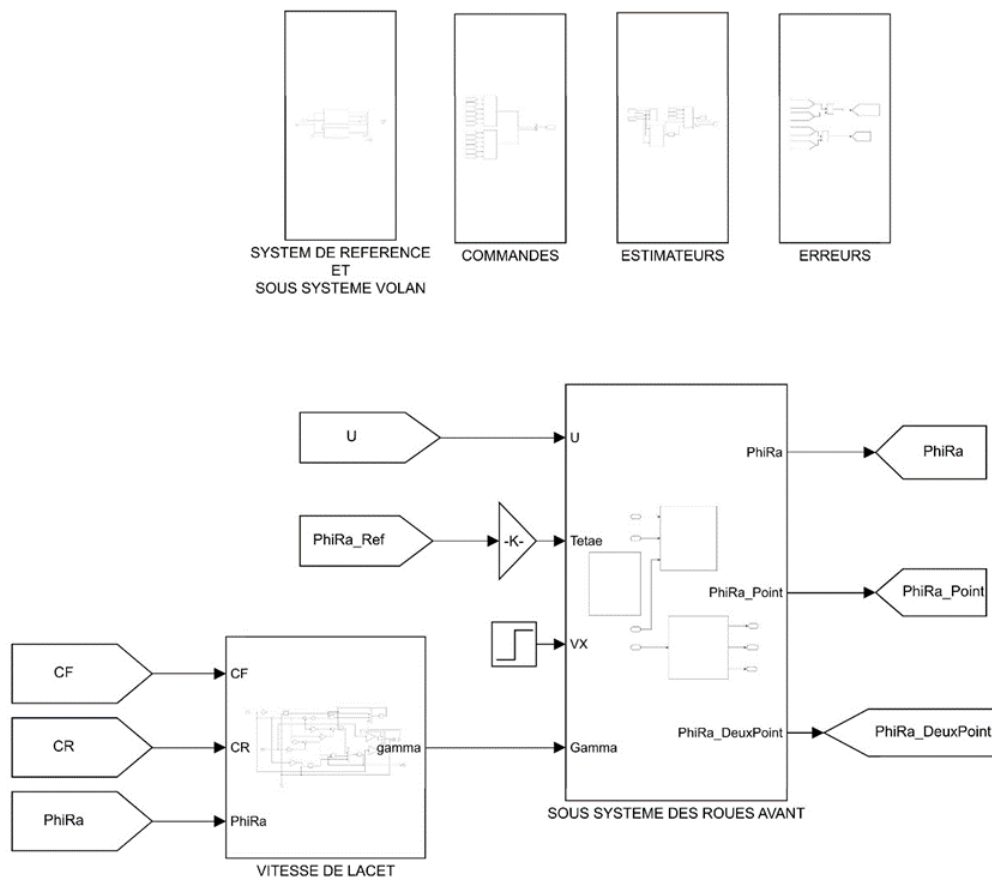 SYSTEM DE REFERENCE
ET
SOUS SYSTEME VOLAN
COMMANDES
ESTIMATEURS
ERREURS
U
U
PhiRa
PhiRa
PhiRa_Ref
-K-
Tetae
PhiRa_Point
PhiRa_Point
VX
CF
CF
CR
CR
gamma
Gamma
PhiRa_DeuxPoint
PhiRa_DeuxPoint
PhiRa
PhiRa
SOUS SYSTEME DES ROUES AVANT
VITESSE DE LACET